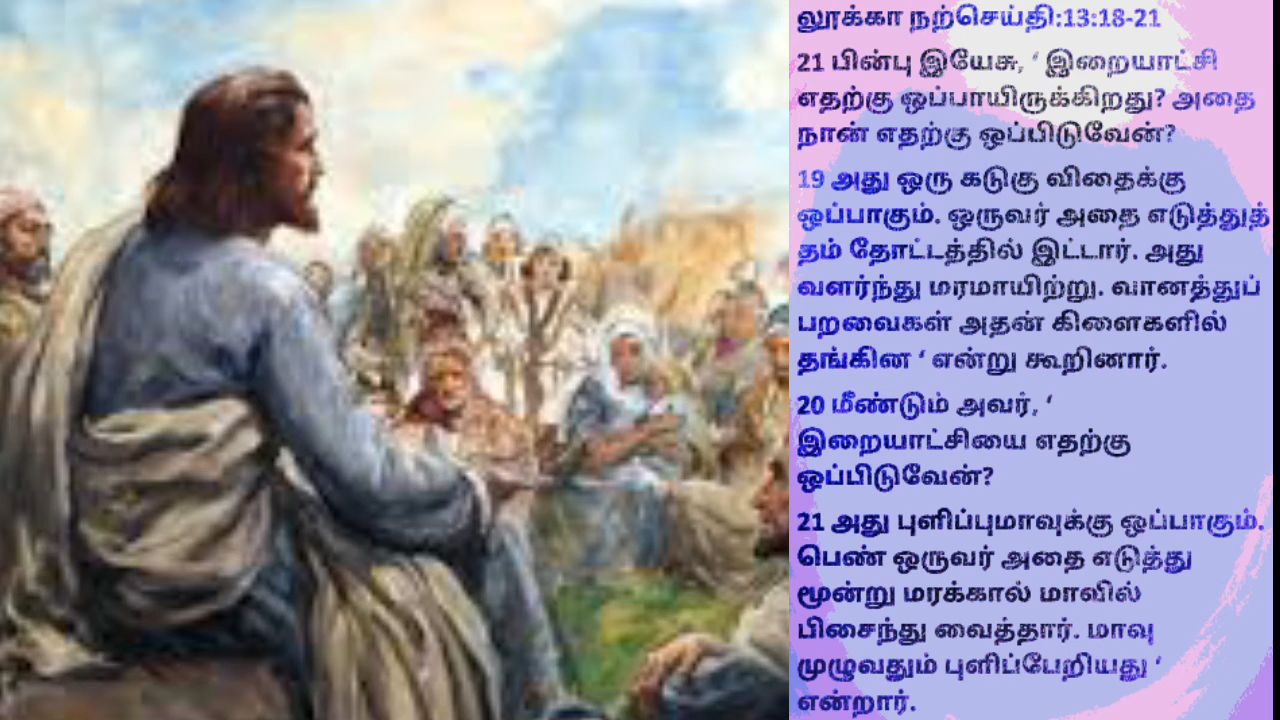 லூக்கா நற்செய்தி:13:18-21
21 பின்பு இயேசு, ‘ இறையாட்சி
எதற்கு ஒப்பாயிருக்கிறது? அதை
நான் எதற்கு ஒப்பிடுவேன்?
19 அது ஒரு கடுகு விதைக்கு
ஒப்பாகும். ஒருவர் அதை எடுத்துத்
தம் தோட்டத்தில் இட்டார். அது
வளர்ந்து மரமாயிற்று. வானத்துப்
பறவைகள் அதன் கிளைகளில்
தங்கின ‘ என்று கூறினார்.
20 மீண்டும் அவர், ‘
இறையாட்சியை எதற்கு
ஒப்பிடுவேன்?
21 அது புளிப்புமாவுக்கு ஒப்பாகும்.
பெண் ஒருவர் அதை எடுத்து
மூன்று மரக்கால் மாவில்
பிசைந்து வைத்தார். மாவு
முழுவதும் புளிப்பேறியது ‘
என்றார்.